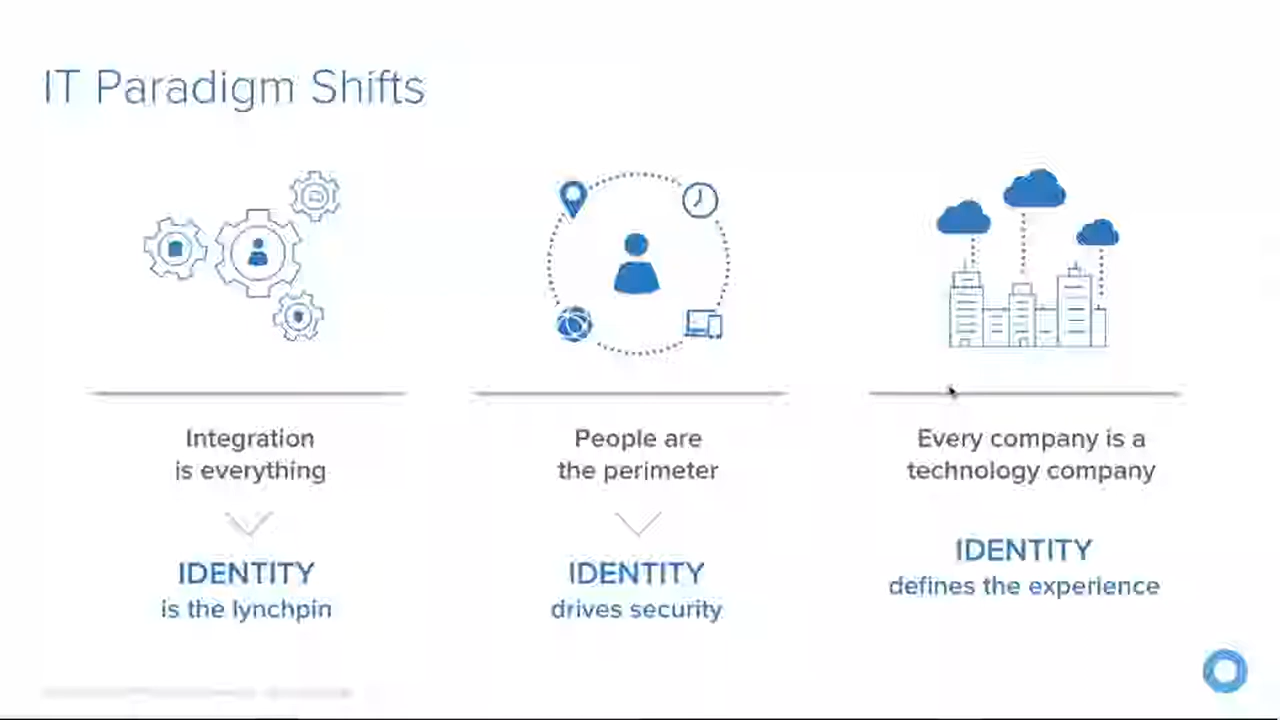 IT Paradigm Shifts
Integration
is everything
IDENTITY
is the lynchpin
People are
the perimeter
IDENTITY
drives security
Every company is a
technology company
IDENTITY
defines the experience